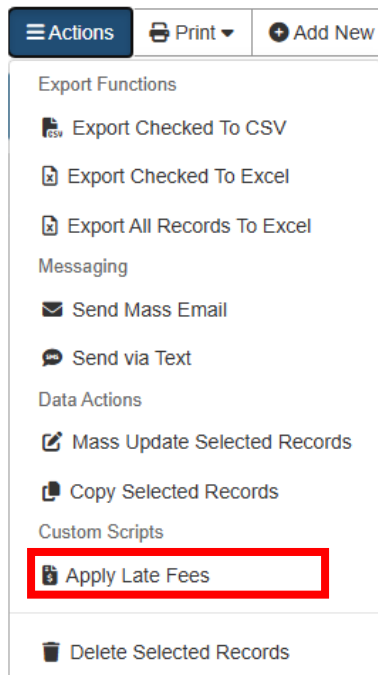 Actions Print Add New
Export Functions
CSV Export Checked To CSV
Export Checked To Excel
Export All Records To Excel
Messaging
Send Mass Email
SMS Send via Text
Data Actions
Mass Update Selected Records
Copy Selected Records
Custom Scripts
Apply Late Fees
Delete Selected Records